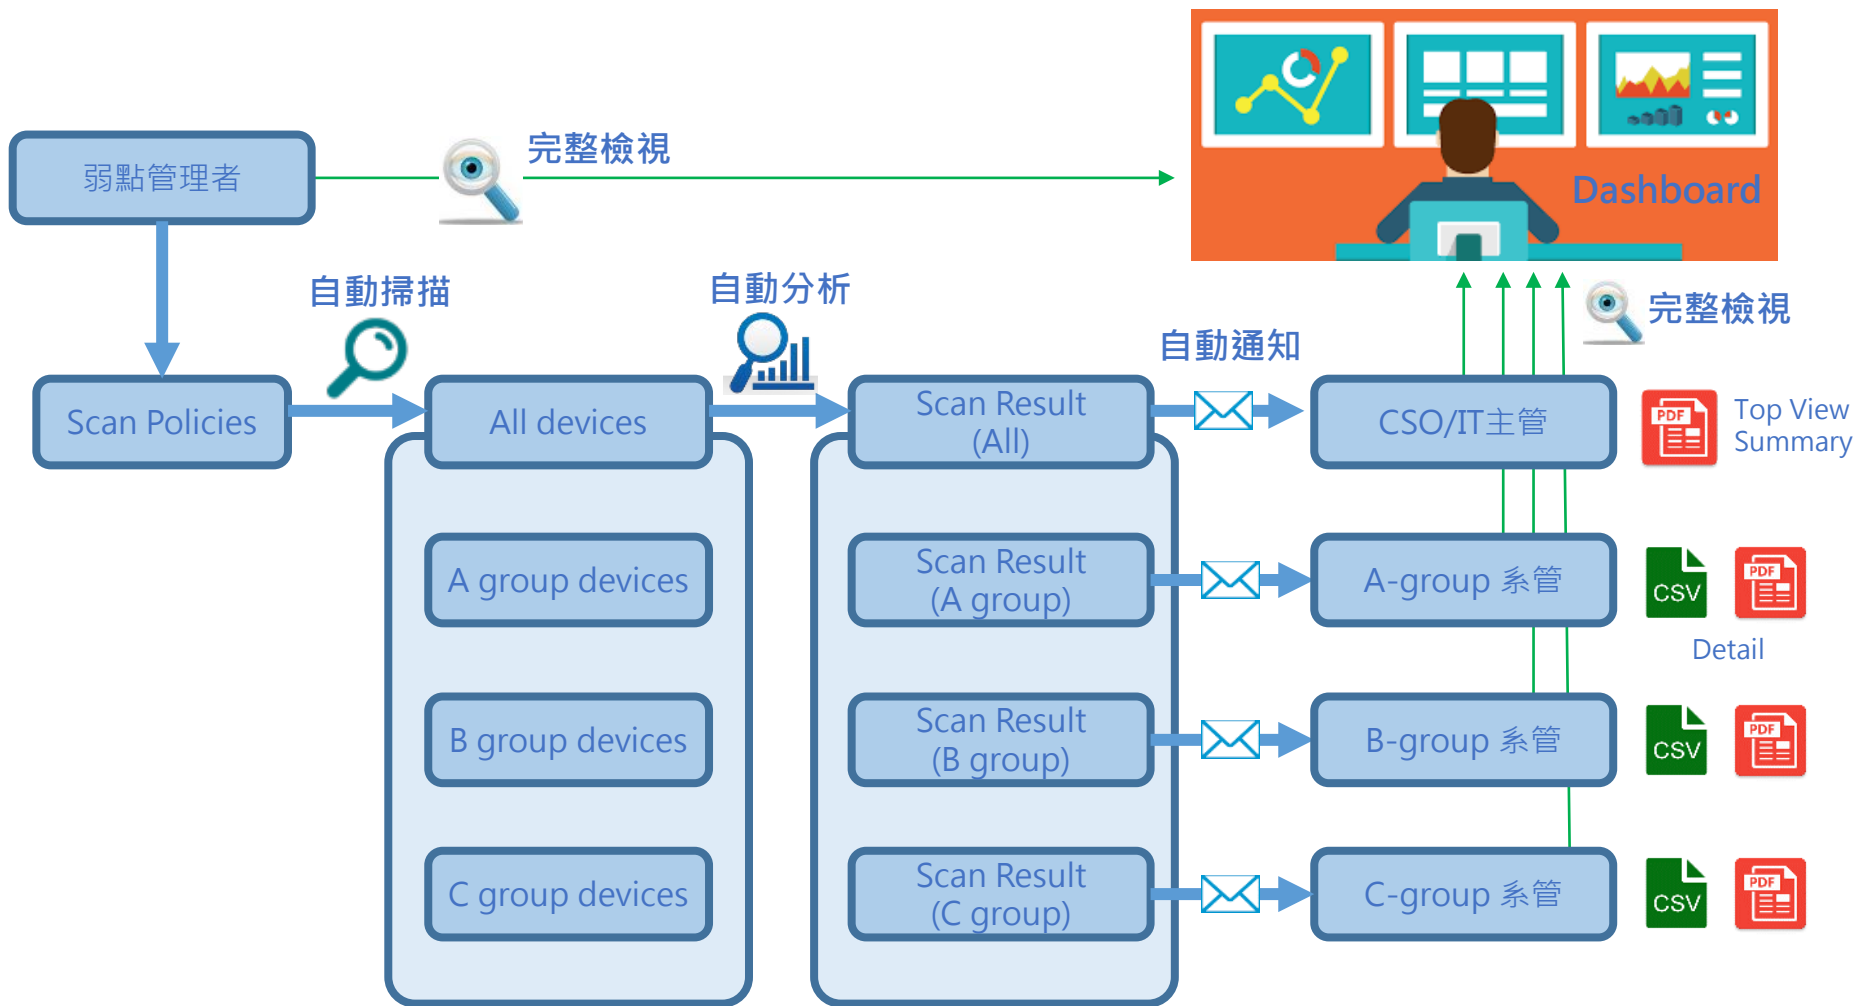 弱點管理者
完整檢視
Dashboard
自動掃描
自動分析
自動通知
完整檢視
Scan Policies
All devices
Scan Result
(All)
CSO/IT主管
PDF
Top View
Summary
A group devices
Scan Result
(A group)
A-group 系管
CSV
PDF
Detail
B group devices
Scan Result
(B group)
B-group 系管
CSV
PDF
C group devices
Scan Result
(C group)
C-group 系管
CSV
PDF